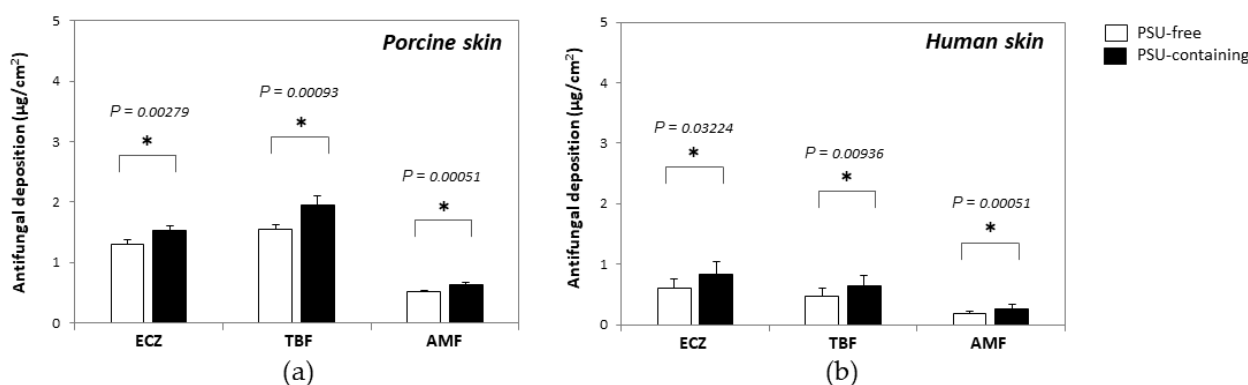 Antifungal deposition (µg/cm²)
5
4
3
2
1
0
Porcine skin
P = 0.00279
*
P = 0.00093
*
P = 0.00051
*
ECZ TBF AMF
(a)
Antifungal deposition (µg/cm²)
5
4
3
2
1
0
Human skin
P = 0.03224
*
P = 0.00936
*
P = 0.00051
*
ECZ TBF AMF
(b)
PSU-free
PSU-containing